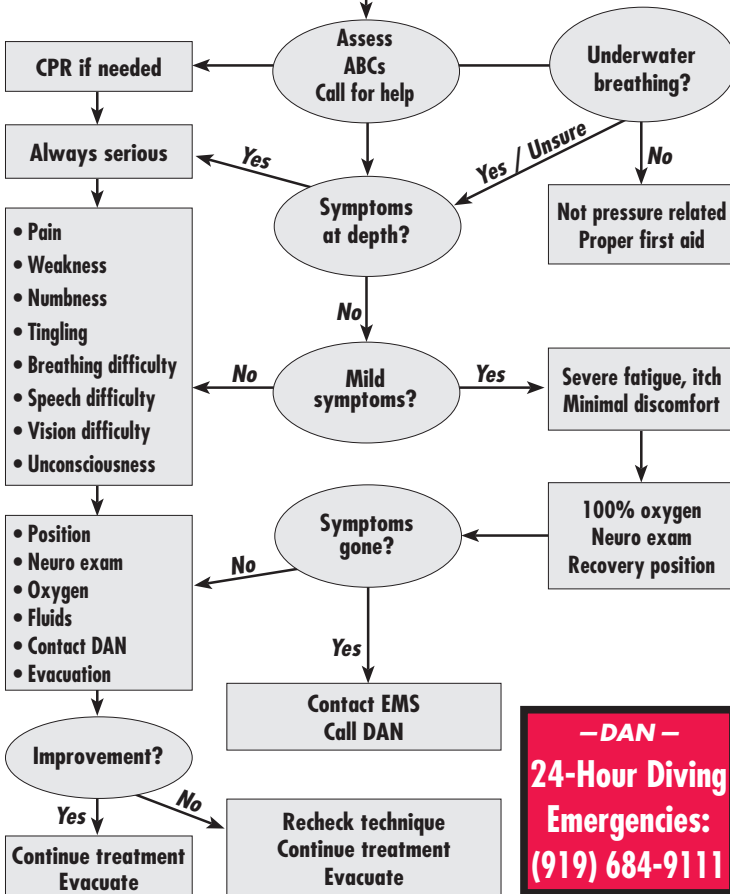 Assess
ABCs
Call for help
Underwater
breathing?
CPR if needed
Always serious
Yes
Yes / Unsure
No
Symptoms
at depth?
Not pressure related
Proper first aid
• Pain
• Weakness
• Numbness
• Tingling
• Breathing difficulty
• Speech difficulty
• Vision difficulty
• Unconsciousness
No
No
Mild
symptoms?
Yes
Severe fatigue, itch
Minimal discomfort
100% oxygen
Neuro exam
Recovery position
Symptoms
gone?
No
• Position
• Neuro exam
• Oxygen
• Fluids
• Contact DAN
• Evacuation
Yes
Contact EMS
Call DAN
Improvement?
Yes
No
Continue treatment
Evacuate
Recheck technique
Continue treatment
Evacuate
–DAN –
24-Hour Diving
Emergencies:
(919) 684-9111